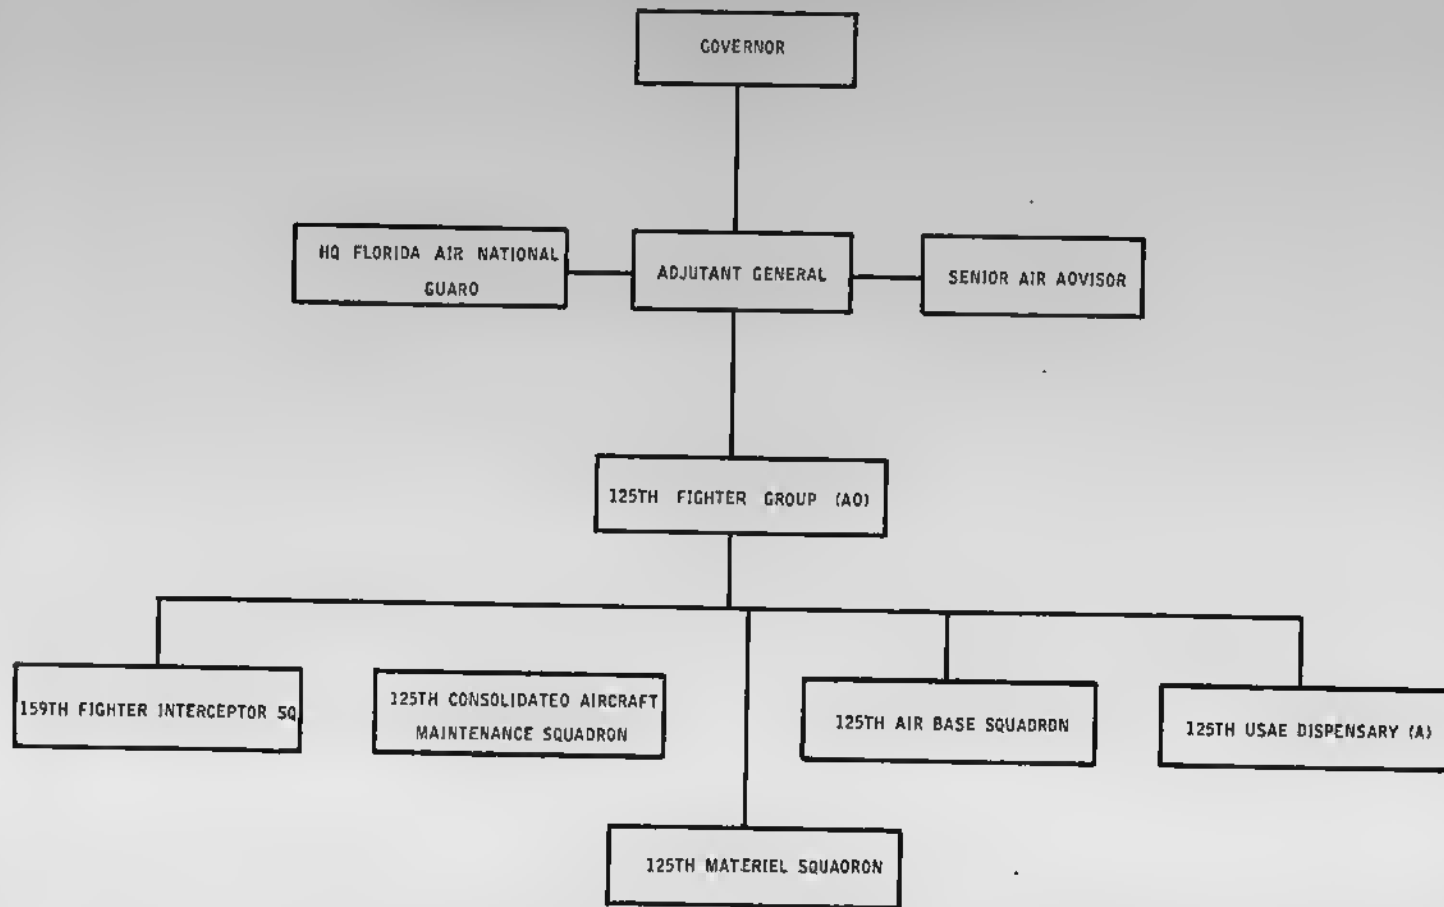 GOVERNOR
HQ FLORIDA AIR NATIONAL
GUARO
ADJUTANT GENERAL
SENIOR AIR AOVISOR
125TH FIGHTER GROUP (AO)
159TH FIGHTER INTERCEPTOR SQ
125TH CONSOLIDATEO AIRCRAFT
MAINTENANCE SQUADRON
125TH AIR BASE SQUADRON
125TH USAE DISPENSARY (A)
125TH MATERIEL SQUAORON